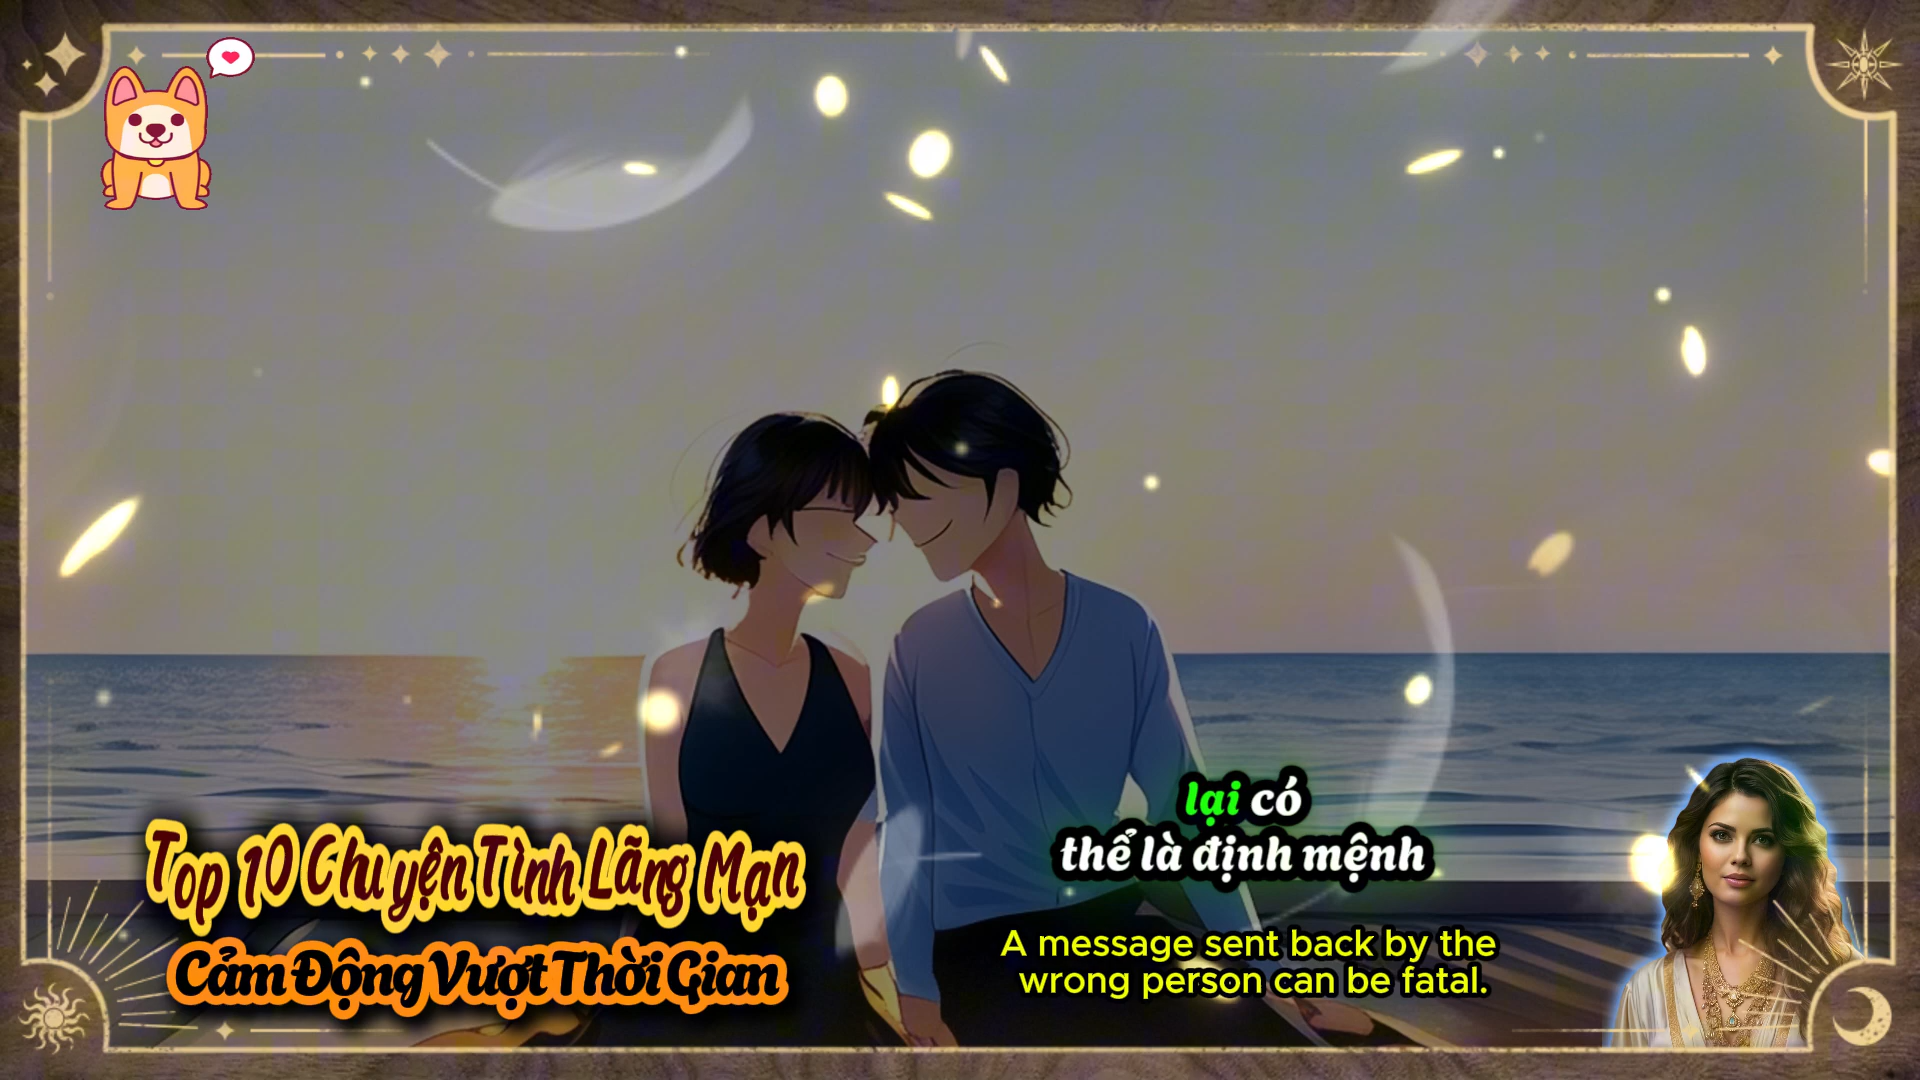 Top 10 Chuyện Tình Lãng Mạn
Cảm Động Vượt Thời Gian
lại có
thể là định mệnh
A message sent back by the
wrong person can be fatal.